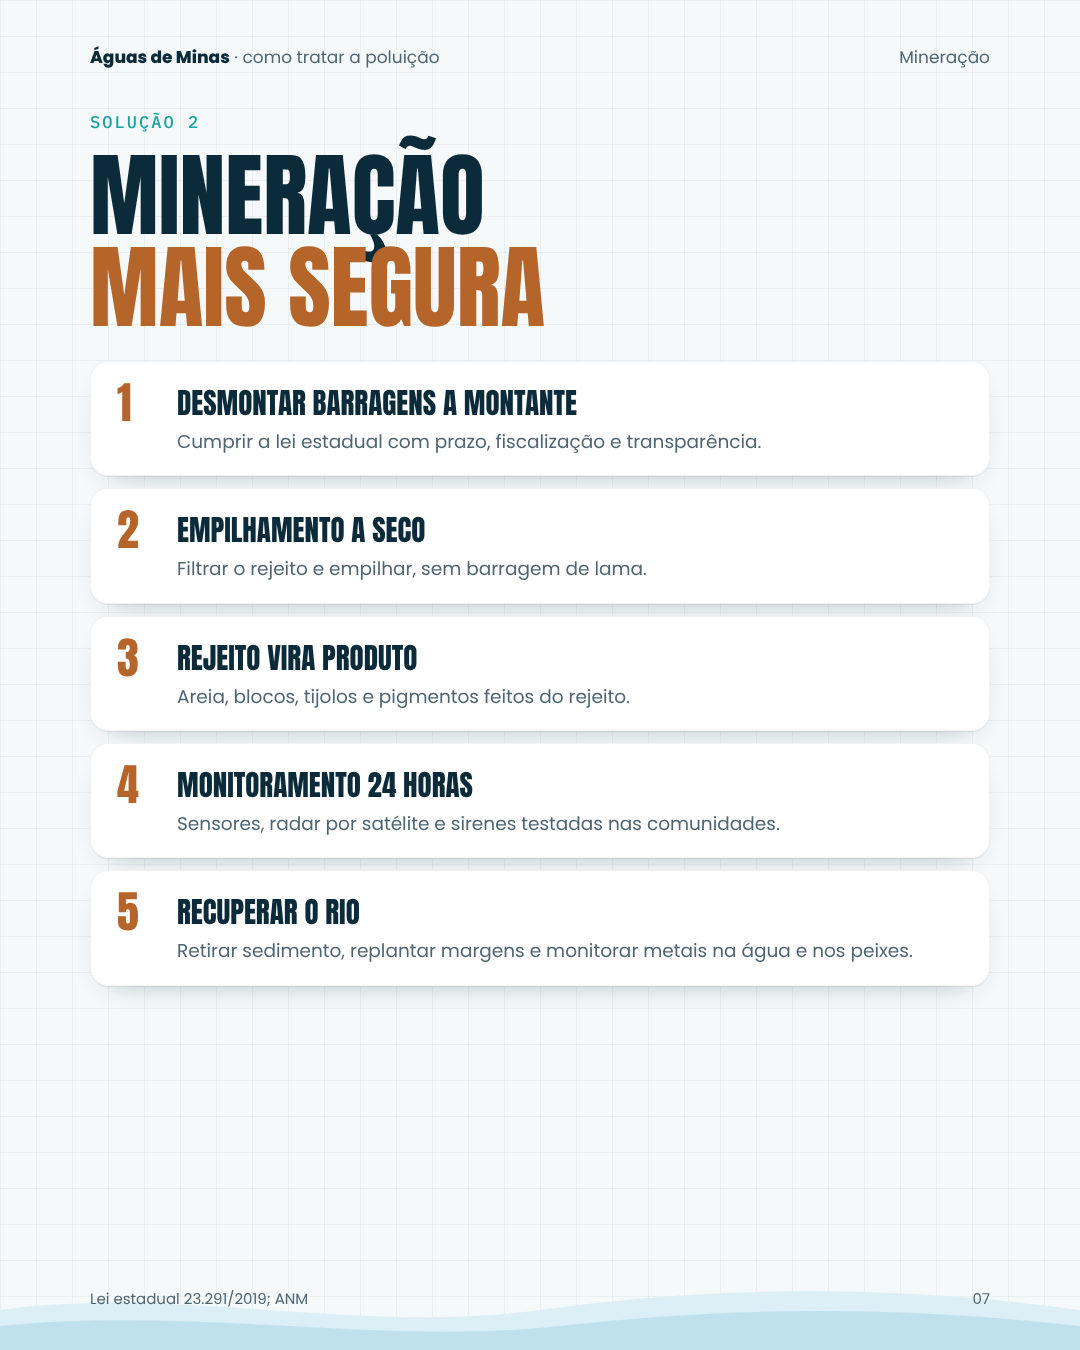 Águas de Minas · como tratar a poluição
Mineração
SOLUÇÃO 2
MINERAÇÃO
MAIS SEGURA
1
DESMONTAR BARRAGENS A MONTANTE
Cumprir a lei estadual com prazo, fiscalização e transparência.
2
EMPILHAMENTO A SECO
Filtrar o rejeito e empilhar, sem barragem de lama.
3
REJEITO VIRA PRODUTO
Areia, blocos, tijolos e pigmentos feitos do rejeito.
4
MONITORAMENTO 24 HORAS
Sensores, radar por satélite e sirenes testadas nas comunidades.
5
RECUPERAR O RIO
Retirar sedimento, replantar margens e monitorar metais na água e nos peixes.
Lei estadual 23.291/2019; ANM
07